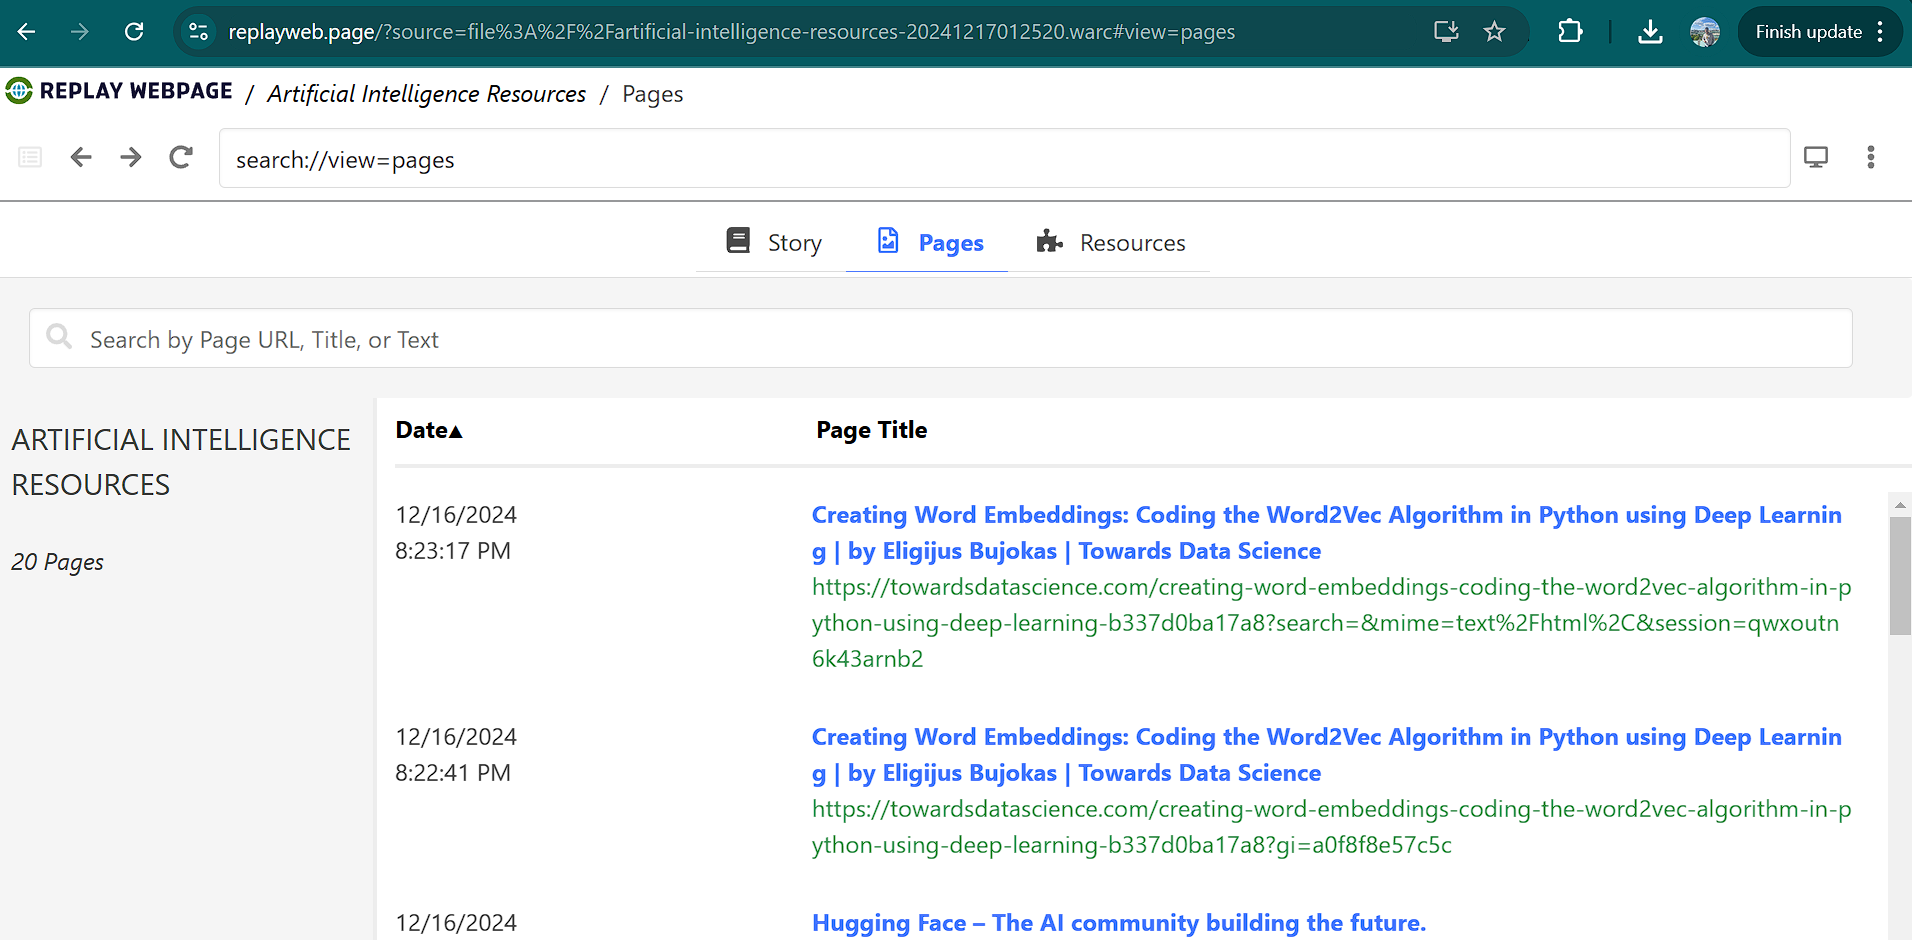 replayweb.page/?source=file%3A%2F%2Fartificial-intelligence-resources-20241217012520.warc#view=pages
Finish update
REPLAY WEBPAGE / Artificial Intelligence Resources / Pages
search://view=pages
Story Pages Resources
Search by Page URL, Title, or Text
ARTIFICIAL INTELLIGENCE
RESOURCES
20 Pages
Date▲ Page Title
12/16/2024
8:23:17 PM
Creating Word Embeddings: Coding the Word2Vec Algorithm in Python using Deep Learnin
g | by Eligijus Bujokas | Towards Data Science
https://towardsdatascience.com/creating-word-embeddings-coding-the-word2vec-algorithm-in-p
ython-using-deep-learning-b337d0ba17a8?search=&mime=text%2Fhtml%2C&session=qwxoutn
6k43arnb2
12/16/2024
8:22:41 PM
Creating Word Embeddings: Coding the Word2Vec Algorithm in Python using Deep Learnin
g | by Eligijus Bujokas | Towards Data Science
https://towardsdatascience.com/creating-word-embeddings-coding-the-word2vec-algorithm-in-p
ython-using-deep-learning-b337d0ba17a8?gi=a0f8f8e57c5c
12/16/2024
Hugging Face – The AI community building the future.